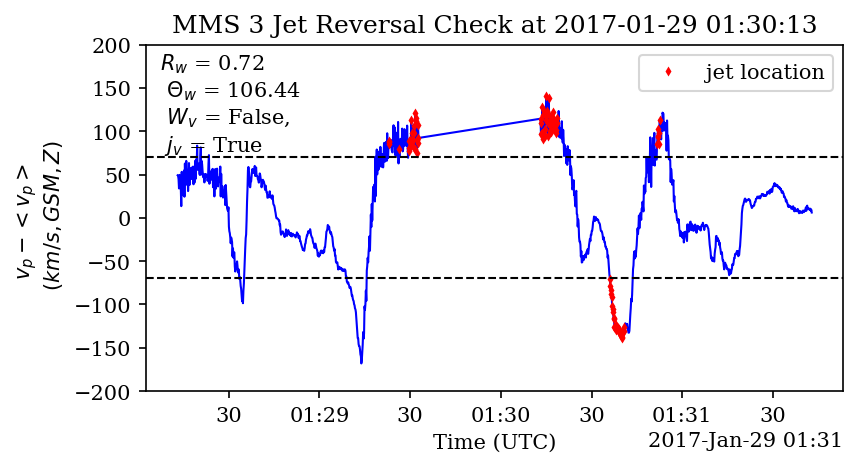 MMS 3 Jet Reversal Check at 2017-01-29 01:30:13
R_w = 0.72
Θ_w = 106.44
W_v = False,
j_v = True
jet location
200
150
100
50
0
−50
−100
−150
−200
v_p − < v_p >
(km/s, GSM, Z)
30 01:29 30 01:30 30 01:31 30
Time (UTC)
2017-Jan-29 01:31